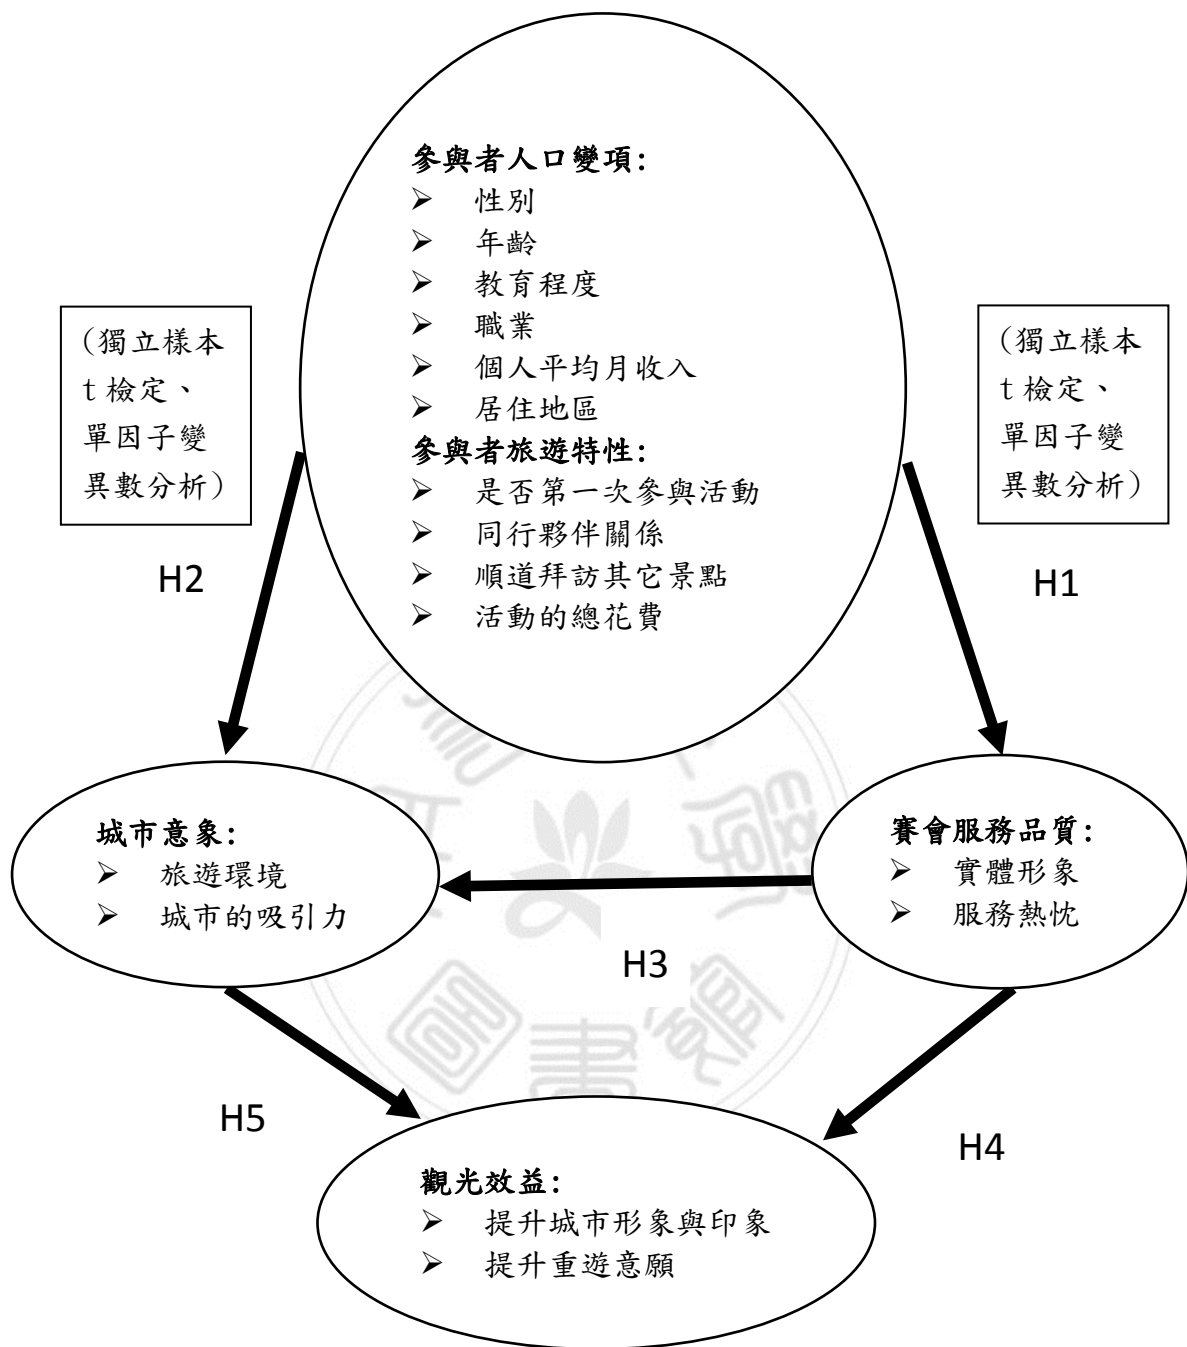 參與者人口變項:
➢ 性別
➢ 年齡
➢ 教育程度
➢ 職業
➢ 個人平均月收入
➢ 居住地區
參與者旅遊特性:
➢ 是否第一次參與活動
➢ 同行夥伴關係
➢ 順道拜訪其它景點
➢ 活動的總花費
(獨立樣本
t 檢定、
單因子變
異數分析)
H2
(獨立樣本
t 檢定、
單因子變
異數分析)
H1
城市意象:
➢ 旅遊環境
➢ 城市的吸引力
賽會服務品質:
➢ 實體形象
➢ 服務熱忱
H3
H5
H4
觀光效益:
➢ 提升城市形象與印象
➢ 提升重遊意願